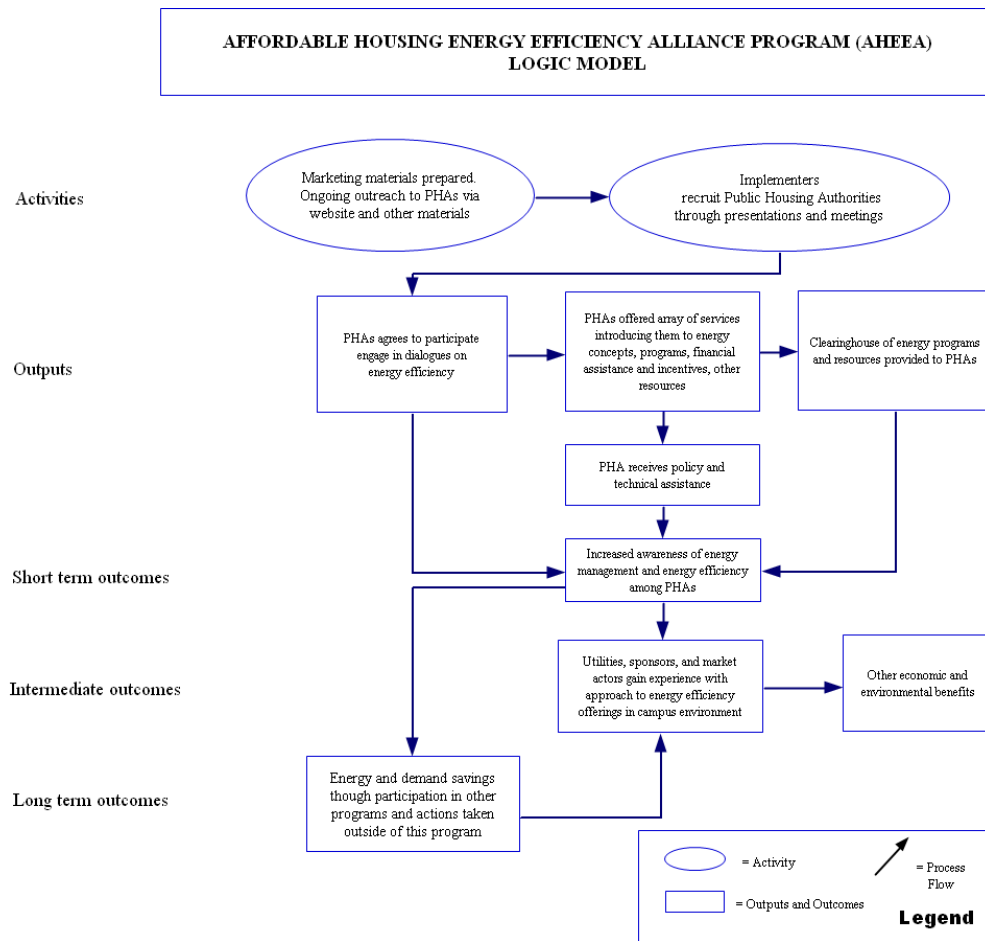 AFFORDABLE HOUSING ENERGY EFFICIENCY ALLIANCE PROGRAM (AHEEA)
LOGIC MODEL
Activities
Marketing materials prepared.
Ongoing outreach to PHAs via
website and other materials
Implementers
recruit Public Housing Authorities
through presentations and meetings
Outputs
PHAs agrees to participate
engage in dialogues on
energy efficiency
PHAs offered array of services
introducing them to energy
concepts, programs, financial
assistance and incentives, other
resources
Clearinghouse of energy programs
and resources provided to PHAs
PHA receives policy and
technical assistance
Short term outcomes
Increased awareness of energy
management and energy efficiency
among PHAs
Intermediate outcomes
Utilities, sponsors, and market
actors gain experience with
approach to energy efficiency
offerings in campus environment
Other economic and
environmental benefits
Long term outcomes
Energy and demand savings
though participation in other
programs and actions taken
outside of this program
= Activity
= Process
Flow
= Outputs and Outcomes
Legend